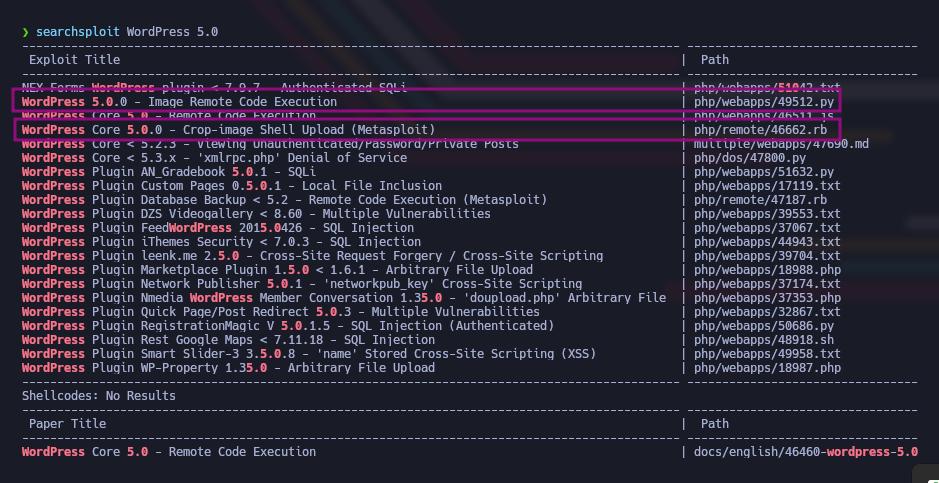 ❯ searchsploit WordPress 5.0
Exploit Title | Path
NEX-Forms WordPress plugin < 7.9.7 - Authenticated SQLi | php/webapps/51042.txt
WordPress 5.0.0 - Image Remote Code Execution | php/webapps/49512.py
WordPress Core 5.0 - Remote Code Execution | php/webapps/46511.js
WordPress Core 5.0.0 - Crop-image Shell Upload (Metasploit) | php/remote/46662.rb
WordPress Core < 5.2.3 - Viewing Unauthenticated/Password/Private Posts | multiple/webapps/47690.md
WordPress Core < 5.3.x - 'xmlrpc.php' Denial of Service | php/dos/47800.py
WordPress Plugin AN_Gradebook 5.0.1 - SQLi | php/webapps/51632.py
WordPress Plugin Custom Pages 0.5.0.1 - Local File Inclusion | php/webapps/17119.txt
WordPress Plugin Database Backup < 5.2 - Remote Code Execution (Metasploit) | php/remote/47187.rb
WordPress Plugin DZS Videogallery < 8.60 - Multiple Vulnerabilities | php/webapps/39553.txt
WordPress Plugin FeedWordPress 2015.0426 - SQL Injection | php/webapps/37067.txt
WordPress Plugin iThemes Security < 7.0.3 - SQL Injection | php/webapps/44943.txt
WordPress Plugin leenk.me 2.5.0 - Cross-Site Request Forgery / Cross-Site Scripting | php/webapps/39704.txt
WordPress Plugin Marketplace Plugin 1.5.0 < 1.6.1 - Arbitrary File Upload | php/webapps/18988.php
WordPress Plugin Network Publisher 5.0.1 - 'networkpub_key' Cross-Site Scripting | php/webapps/37174.txt
WordPress Plugin Nmedia WordPress Member Conversation 1.35.0 - 'doupload.php' Arbitrary File | php/webapps/37353.php
WordPress Plugin Quick Page/Post Redirect 5.0.3 - Multiple Vulnerabilities | php/webapps/32867.txt
WordPress Plugin RegistrationMagic V 5.0.1.5 - SQL Injection (Authenticated) | php/webapps/50686.py
WordPress Plugin Rest Google Maps < 7.11.18 - SQL Injection | php/webapps/48918.sh
WordPress Plugin Smart Slider-3 3.5.0.8 - 'name' Stored Cross-Site Scripting (XSS) | php/webapps/49958.txt
WordPress Plugin WP-Property 1.35.0 - Arbitrary File Upload | php/webapps/18987.php
Shellcodes: No Results
Paper Title | Path
WordPress Core 5.0 - Remote Code Execution | docs/english/46460-wordpress-5.0